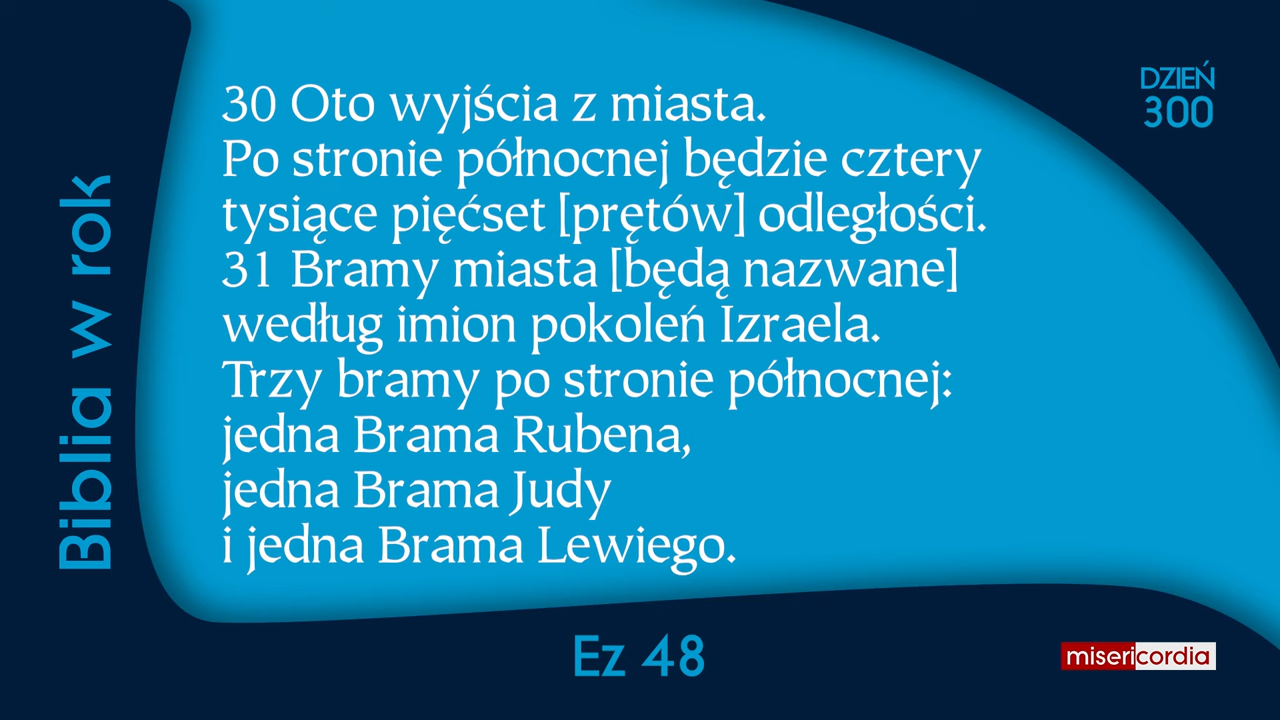 Biblia w rok
DZIEŃ
300
30 Oto wyjścia z miasta.
Po stronie północnej będzie cztery
tysiące pięćset [prętów] odległości.
31 Bramy miasta [będą nazwane]
według imion pokoleń Izraela.
Trzy bramy po stronie północnej:
jedna Brama Rubena,
jedna Brama Judy
i jedna Brama Lewiego.
Ez 48
misericordia